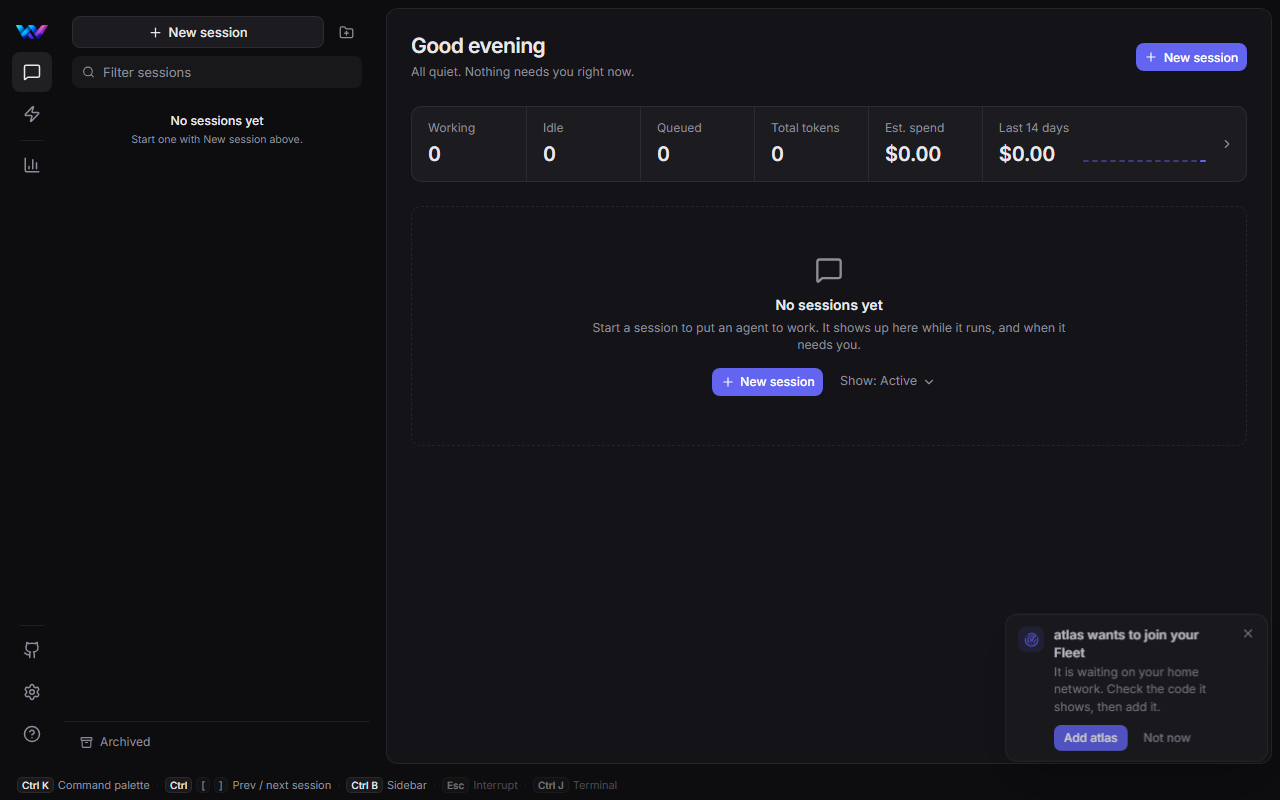 New session
Filter sessions
No sessions yet
Start one with New session above.
Archived
Good evening
All quiet. Nothing needs you right now.
New session
Working
0
Idle
0
Queued
0
Total tokens
0
Est. spend
$0.00
Last 14 days
$0.00
No sessions yet
Start a session to put an agent to work. It shows up here while it runs, and when it
needs you.
New session
Show: Active
atlas wants to join your
Fleet
It is waiting on your home
network. Check the code it
shows, then add it.
Add atlas
Not now
Ctrl K Command palette · Ctrl [ ] Prev / next session · Ctrl B Sidebar · Esc Interrupt · Ctrl J Terminal